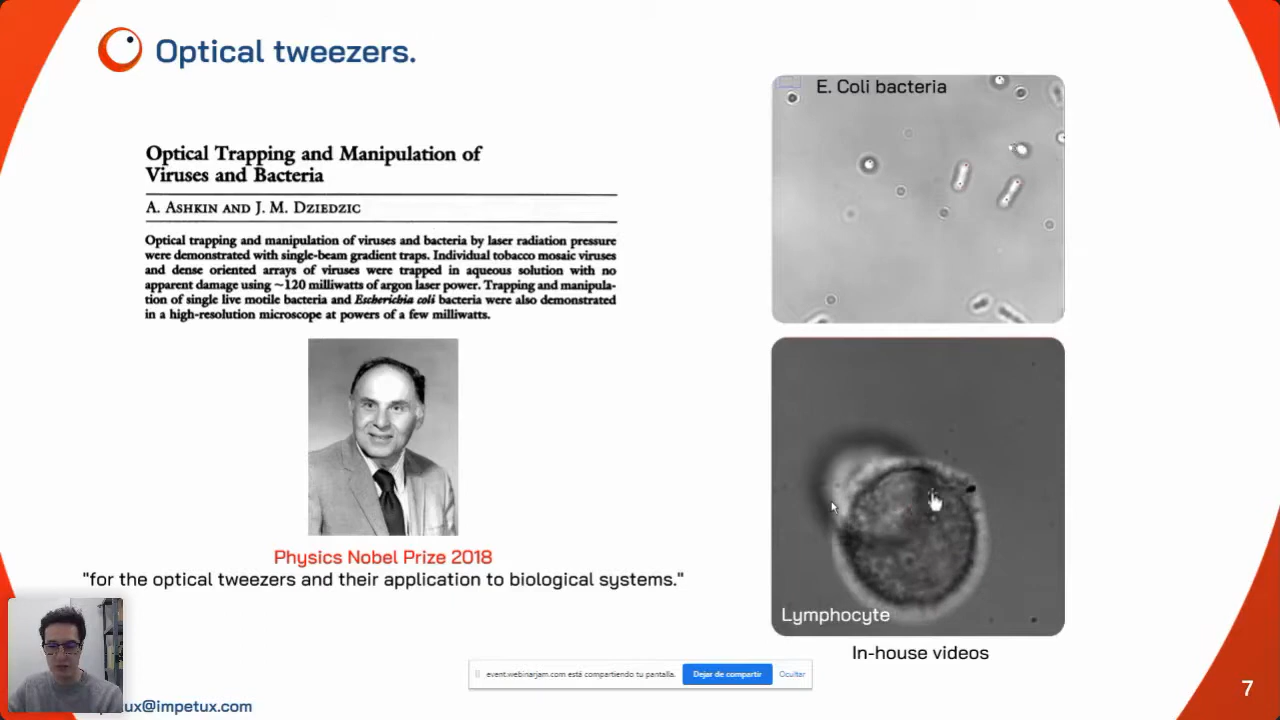 Optical tweezers.
Optical Trapping and Manipulation of
Viruses and Bacteria
A. ASHKIN AND J. M. DZIEDZIC
Optical trapping and manipulation of viruses and bacteria by laser radiation pressure
were demonstrated with single-beam gradient traps. Individual tobacco mosaic viruses
and dense oriented arrays of viruses were trapped in aqueous solution with no
apparent damage using ~120 milliwatts of argon laser power. Trapping and manipula-
tion of single live motile bacteria and Escherichia coli bacteria were also demonstrated
in a high-resolution microscope at powers of a few milliwatts.
Physics Nobel Prize 2018
"for the optical tweezers and their application to biological systems."
E. Coli bacteria
Lymphocyte
In-house videos
event.webinarjam.com está compartiendo tu pantalla.
Dejar de compartir
Ocultar
tux@impetux.com
7